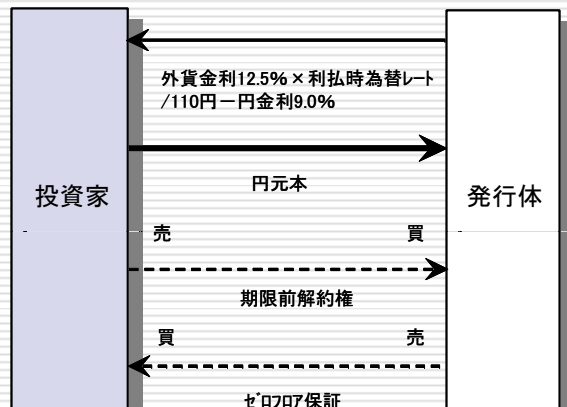 外貨金利12.5%×利払時為替ﾚｰﾄ
/110円－円金利9.0%
円元本
投資家
発行体
売 買
期限前解約権
買 売
ｾﾞﾛﾌﾛｱ保証